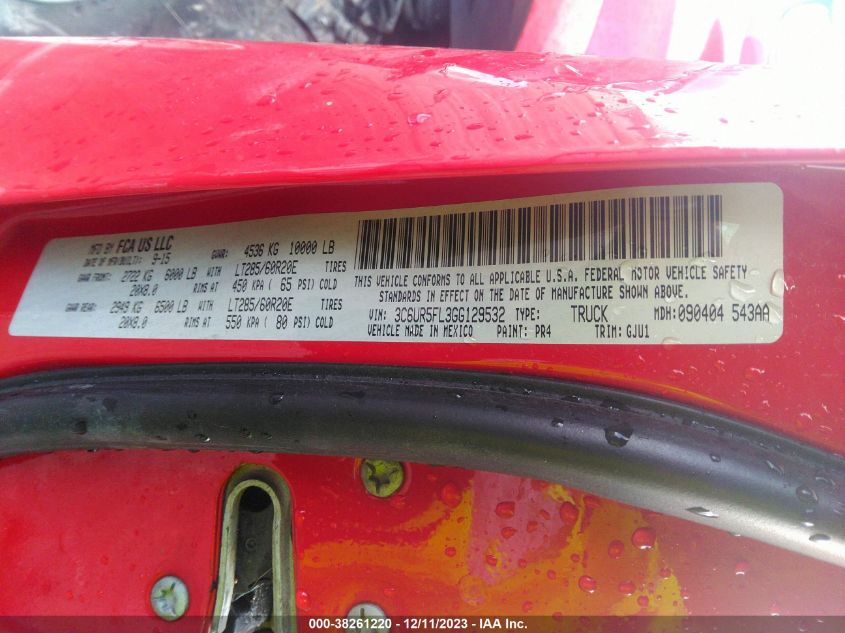 MFD BY FCA US LLC
DATE OF MFR/BUILT: 9-15 GVWR: 4536 KG 10000 LB
GAWR FRONT: 2722 KG 6000 LB WITH LT285/60R20E TIRES
20X8.0 RIMS AT 450 KPA ( 65 PSI) COLD
GAWR REAR: 2949 KG 6500 LB WITH LT285/60R20E TIRES
20X8.0 RIMS AT 550 KPA ( 80 PSI) COLD
THIS VEHICLE CONFORMS TO ALL APPLICABLE U.S.A. FEDERAL MOTOR VEHICLE SAFETY
STANDARDS IN EFFECT ON THE DATE OF MANUFACTURE SHOWN ABOVE.
VIN: 3C6UR5FL3GG129532 TYPE: TRUCK MDH: 090404 543AA
VEHICLE MADE IN MEXICO PAINT: PR4 TRIM: GJU1
000-38261220 - 12/11/2023 - IAA Inc.